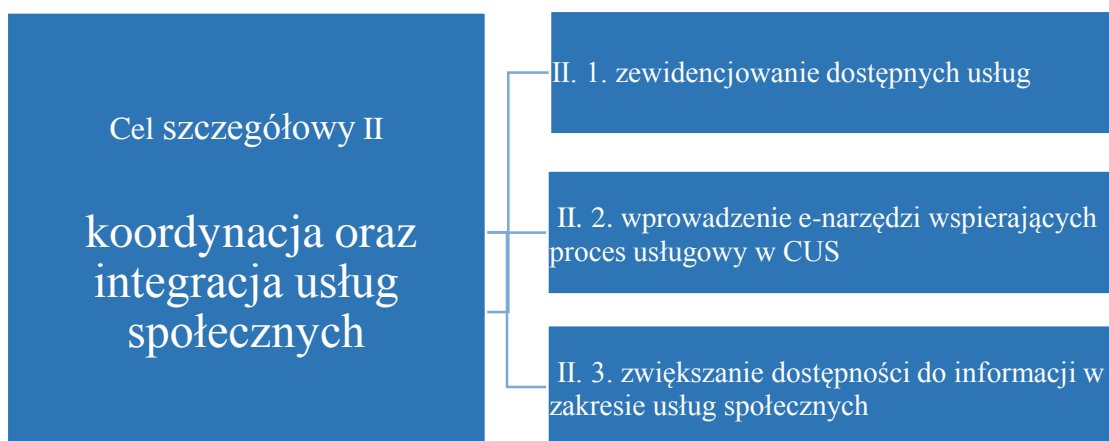 Cel szczegółowy II
koordynacja oraz
integracja usług
społecznych
II. 1. zewidencjowanie dostępnych usług
II. 2. wprowadzenie e-narzędzi wspierających
proces usługowy w CUS
II. 3. zwiększanie dostępności do informacji w
zakresie usług społecznych